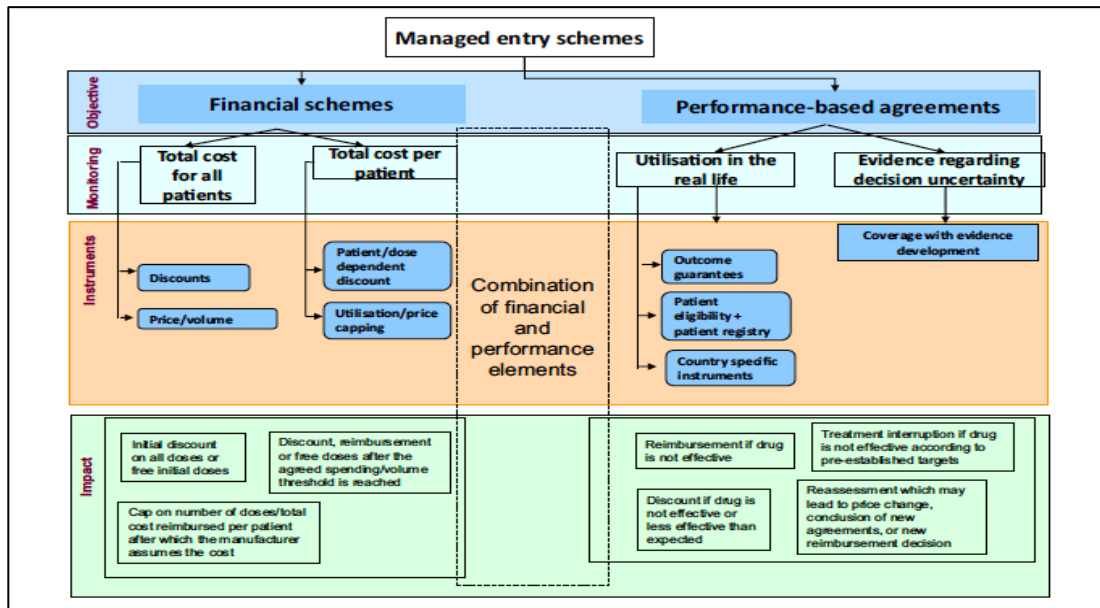 Managed entry schemes
Objective
Financial schemes
Performance-based agreements
Monitoring
Total cost
for all
patients
Total cost per
patient
Utilisation in the
real life
Evidence regarding
decision uncertainty
Instruments
Discounts
Price/volume
Patient/dose
dependent
discount
Utilisation/price
capping
Combination
of financial
and
performance
elements
Outcome
guarantees
Patient
eligibility +
patient registry
Country specific
instruments
Coverage with evidence
development
Impact
Initial discount
on all doses or
free initial doses
Discount, reimbursement
or free doses after the
agreed spending/volume
threshold is reached
Cap on number of doses/total
cost reimbursed per patient
after which the manufacturer
assumes the cost
Reimbursement if drug
is not effective
Treatment interruption if drug
is not effective according to
pre-established targets
Discount if drug is
not effective or
less effective than
expected
Reassessment which may
lead to price change,
conclusion of new
agreements, or new
reimbursement decision